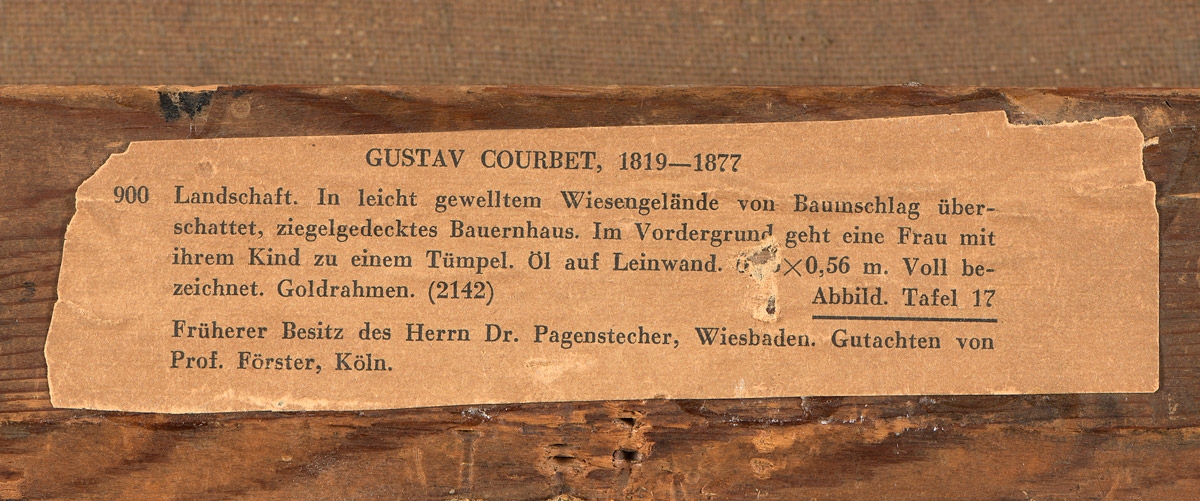 GUSTAV COURBET, 1819—1877
900 Landschaft. In leicht gewelltem Wiesengelände von Baumschlag über-
schattet, ziegelgedecktes Bauernhaus. Im Vordergrund geht eine Frau mit
ihrem Kind zu einem Tümpel. Öl auf Leinwand. ×0,56 m. Voll be-
zeichnet. Goldrahmen. (2142) Abbild. Tafel 17
Früherer Besitz des Herrn Dr. Pagenstecher, Wiesbaden. Gutachten von
Prof. Förster, Köln.